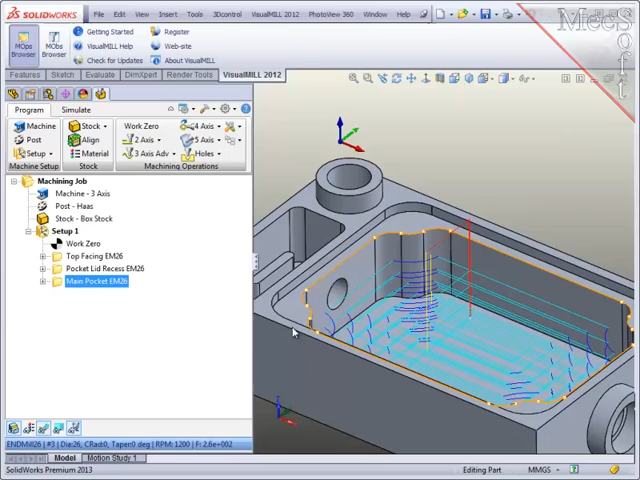 SOLIDWORKS File Edit View Insert Tools 3Dcontrol VisualMILL 2012 PhotoView 360 Window Help
MOps Browser
MObs Browser
Getting Started
VisualMILL Help
Check for Updates
Register
Web-site
About VisualMILL
MecSoft
Features Sketch Evaluate DimXpert Render Tools VisualMILL 2012
Program Simulate
Machine
Post
Setup
Machine Setup
Stock
Align
Material
Stock
Work Zero
2 Axis
3 Axis Adv
4 Axis
5 Axis
Holes
Machining Operations
Machining Job
Machine - 3 Axis
Post - Haas
Stock - Box Stock
Setup 1
Work Zero
Top Facing EM26
Pocket Lid Recess EM26
Main Pocket EM26
ENDMill26 | #3 | Dia:26, CRad:0, Taper:0 deg | RPM: 1200 | F: 2.6e+002
Model Motion Study 1
SolidWorks Premium 2013 Editing Part MMGS